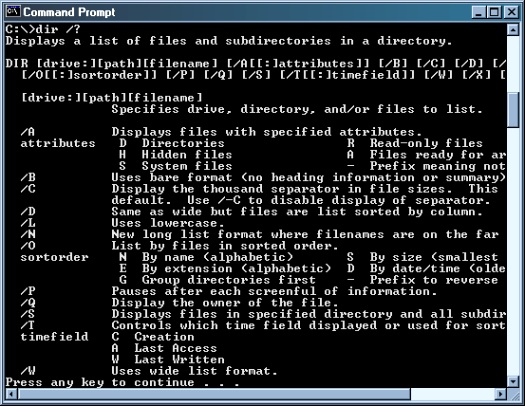 Command Prompt
C:\>dir /?
Displays a list of files and subdirectories in a directory.
DIR [drive:][path][filename] [/A[[:]attributes]] [/B] [/C] [/D] [/
[/O[[:]sortorder]] [/P] [/Q] [/S] [/T[[:]timefield]] [/W] [/X] [
[drive:][path][filename]
Specifies drive, directory, and/or files to list.
/A Displays files with specified attributes.
attributes D Directories R Read-only files
H Hidden files A Files ready for ar
S System files - Prefix meaning not
/B Uses bare format (no heading information or summary)
/C Display the thousand separator in file sizes. This
default. Use /-C to disable display of separator.
/D Same as wide but files are list sorted by column.
/L Uses lowercase.
/N New long list format where filenames are on the far
/O List by files in sorted order.
sortorder N By name (alphabetic) S By size (smallest
E By extension (alphabetic) D By date/time (olde
G Group directories first - Prefix to reverse
/P Pauses after each screenful of information.
/Q Display the owner of the file.
/S Displays files in specified directory and all subdir
/T Controls which time field displayed or used for sort
timefield C Creation
A Last Access
W Last Written
/W Uses wide list format.
Press any key to continue . . .